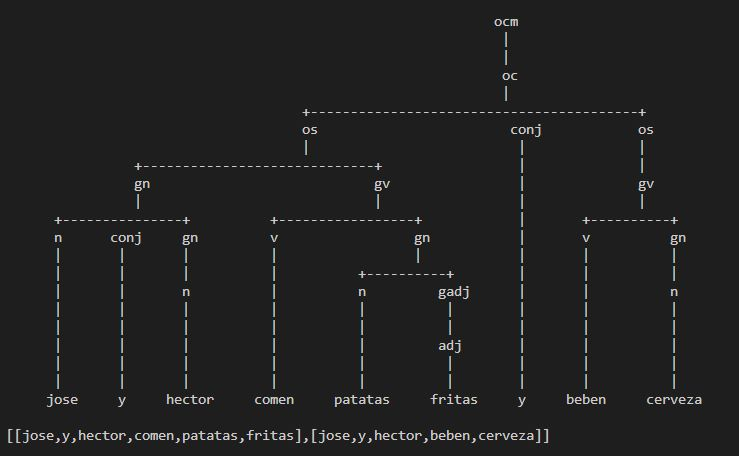 ocm
oc
os conj os
gn gv gv
n conj gn v gn v gn
n n gadj n
adj
jose y hector comen patatas fritas y beben cerveza
[[jose,y,hector,comen,patatas,fritas],[jose,y,hector,beben,cerveza]]